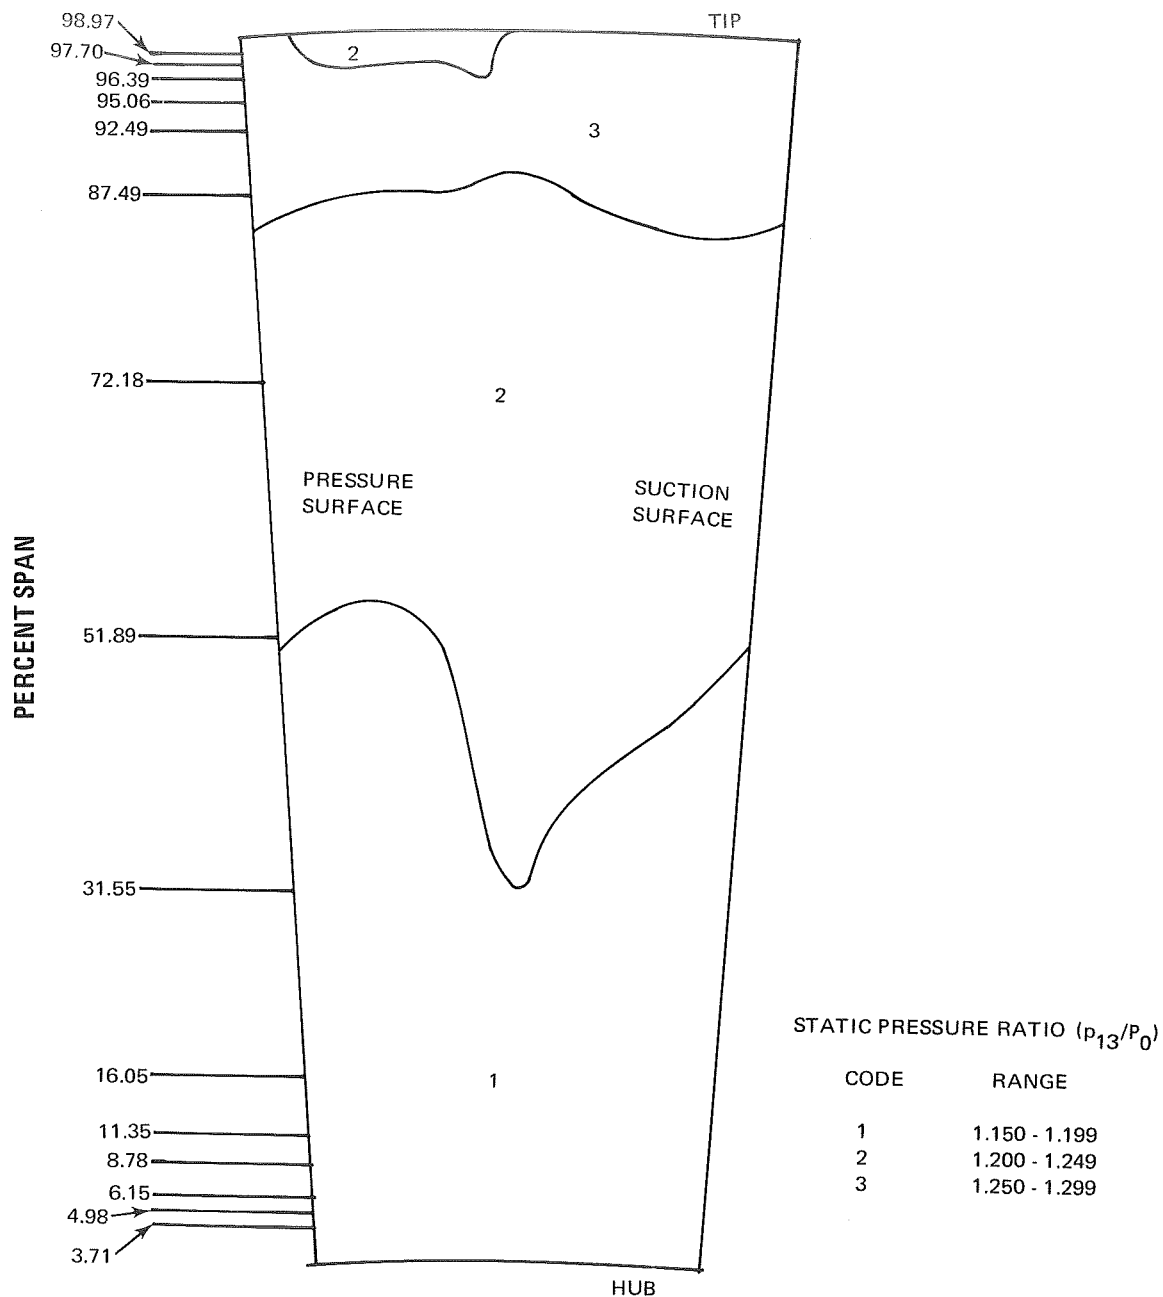 98.97
TIP
97.70
2
96.39
95.06
92.49
3
87.49
72.18
2
PRESSURE
SURFACE
SUCTION
SURFACE
PERCENT SPAN
51.89
31.55
STATIC PRESSURE RATIO (p13/P0)
16.05
1
CODE RANGE
11.35
1 1.150 - 1.199
8.78
2 1.200 - 1.249
6.15
3 1.250 - 1.299
4.98
3.71
HUB